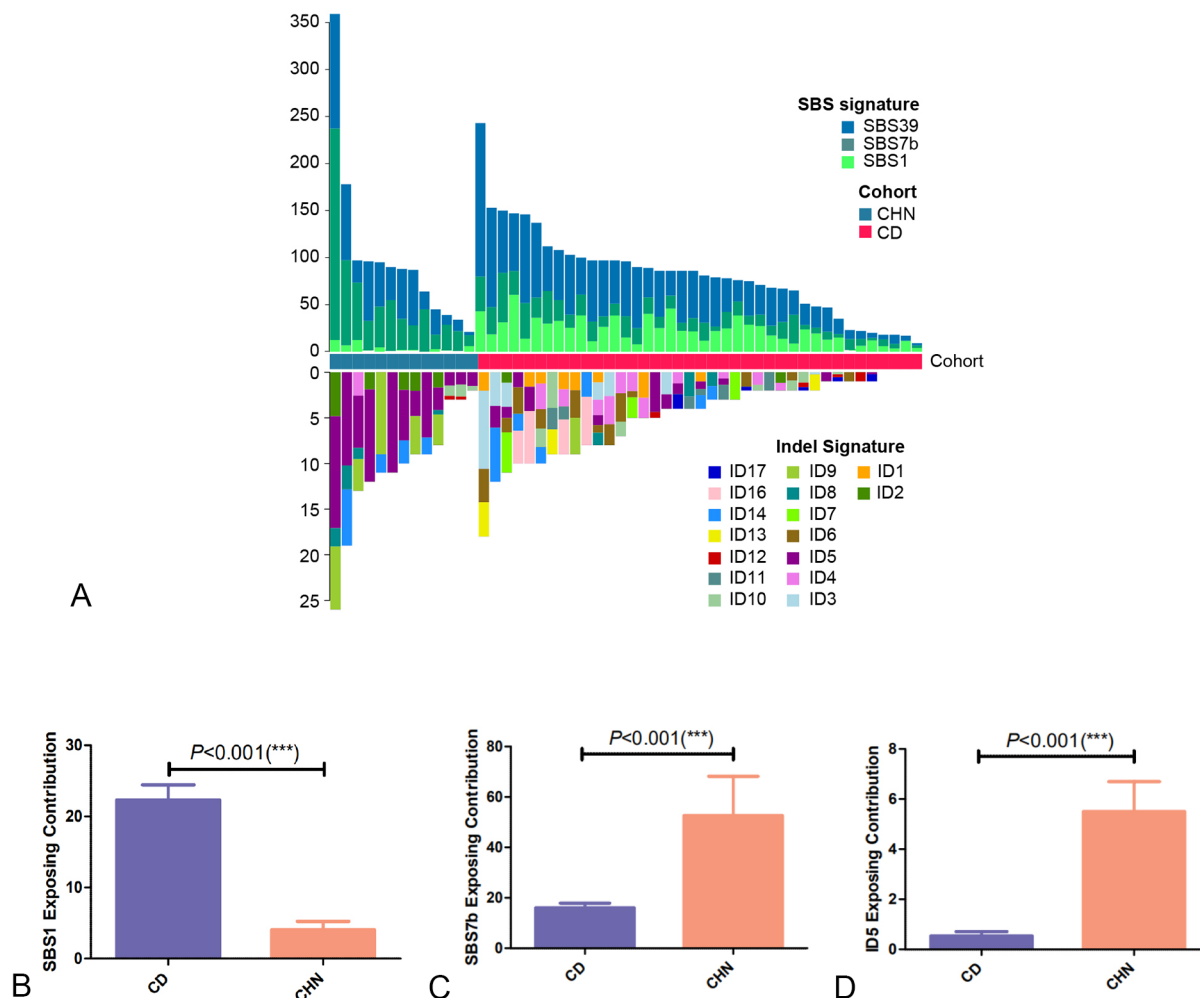 350
300
250
200
150
100
50
0
SBS signature
SBS39
SBS7b
SBS1
Cohort
CHN
CD
Cohort
0
5
10
15
20
25
Indel Signature
ID17 ID9 ID1
ID16 ID8 ID2
ID14 ID7
ID13 ID6
ID12 ID5
ID11 ID4
ID10 ID3
A
30
20
10
0
SBS1 Exposing Contribution
P<0.001(***)
CD
CHN
B
80
60
40
20
0
SBS7b Exposing Contribution
P<0.001(***)
CD
CHN
C
8
6
4
2
0
ID5 Exposing Contribution
P<0.001(***)
CD
CHN
D